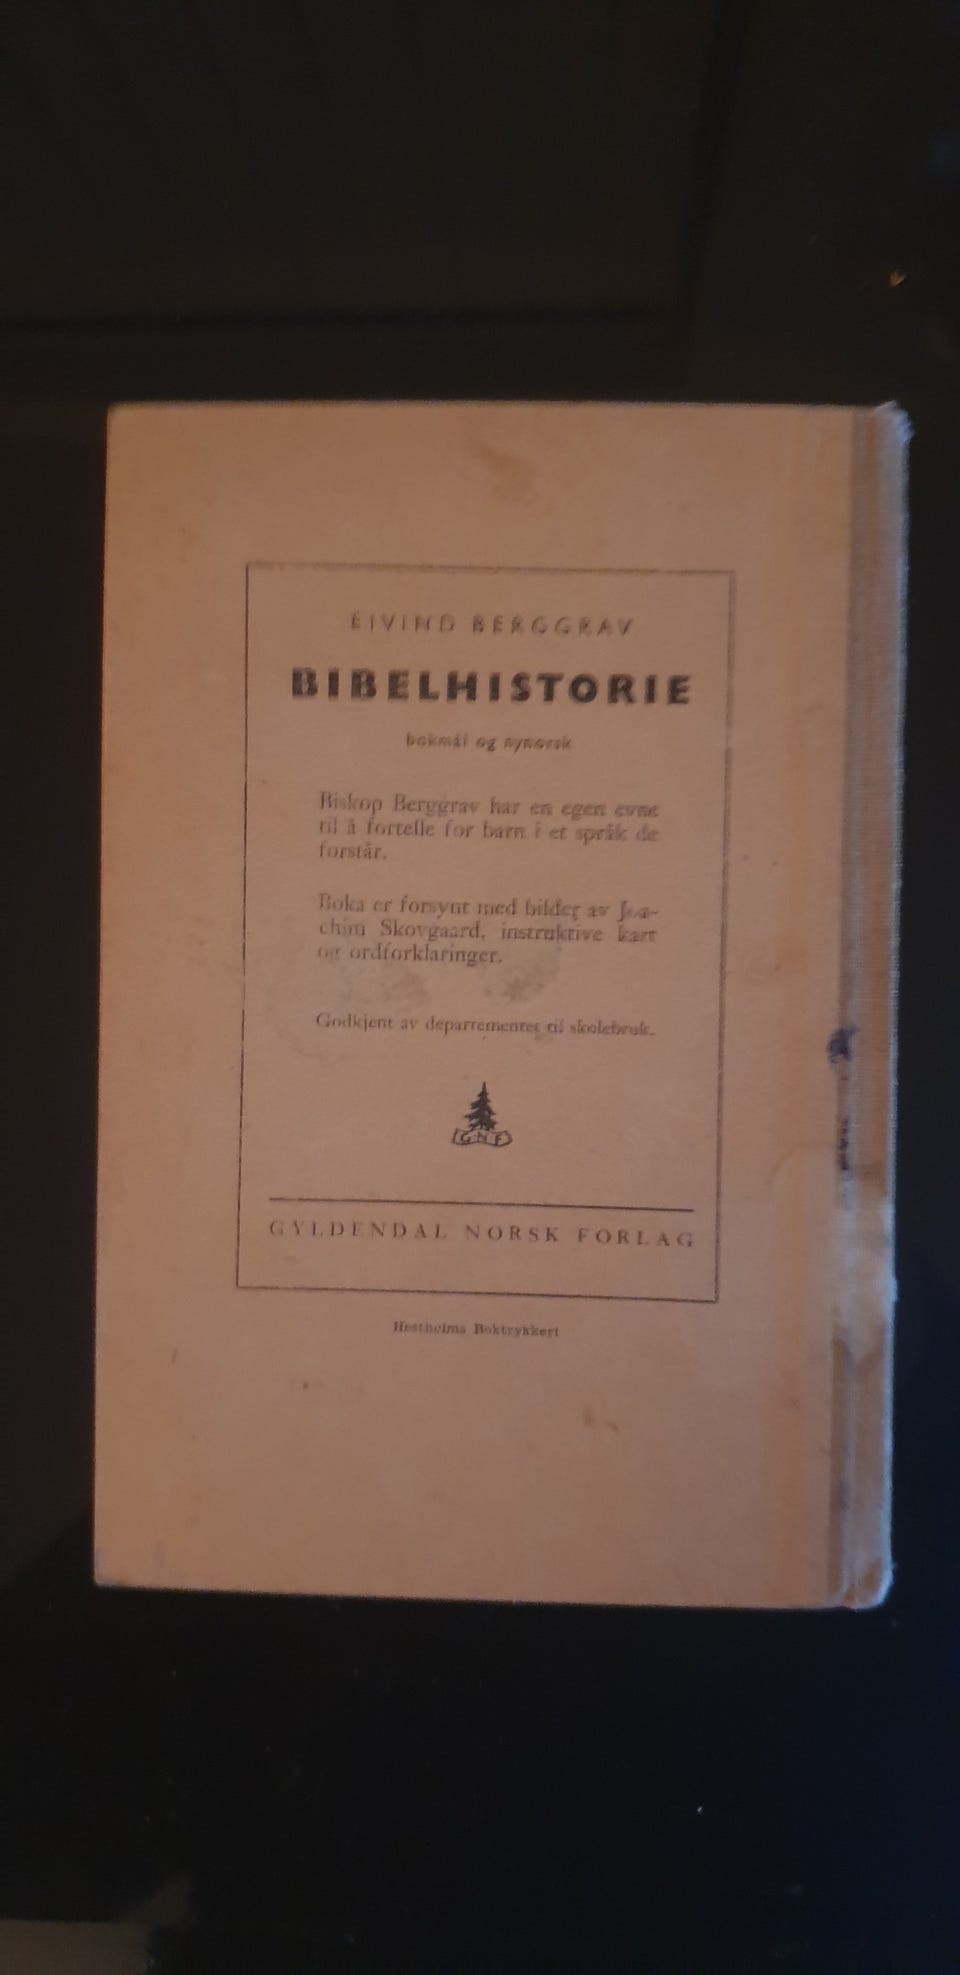 EIVIND BERGGRAV
BIBELHISTORIE
bokmål og nynorsk
Biskop Berggrav har en egen evne
til å fortelle for barn i et språk de
forstår.
Boka er forsynt med bilder av Joa-
chim Skovgaard, instruktive kart
og ordforklaringer.
Godkjent av departementet til skolebruk.
GNF
GYLDENDAL NORSK FORLAG
Hestheims Boktrykkeri